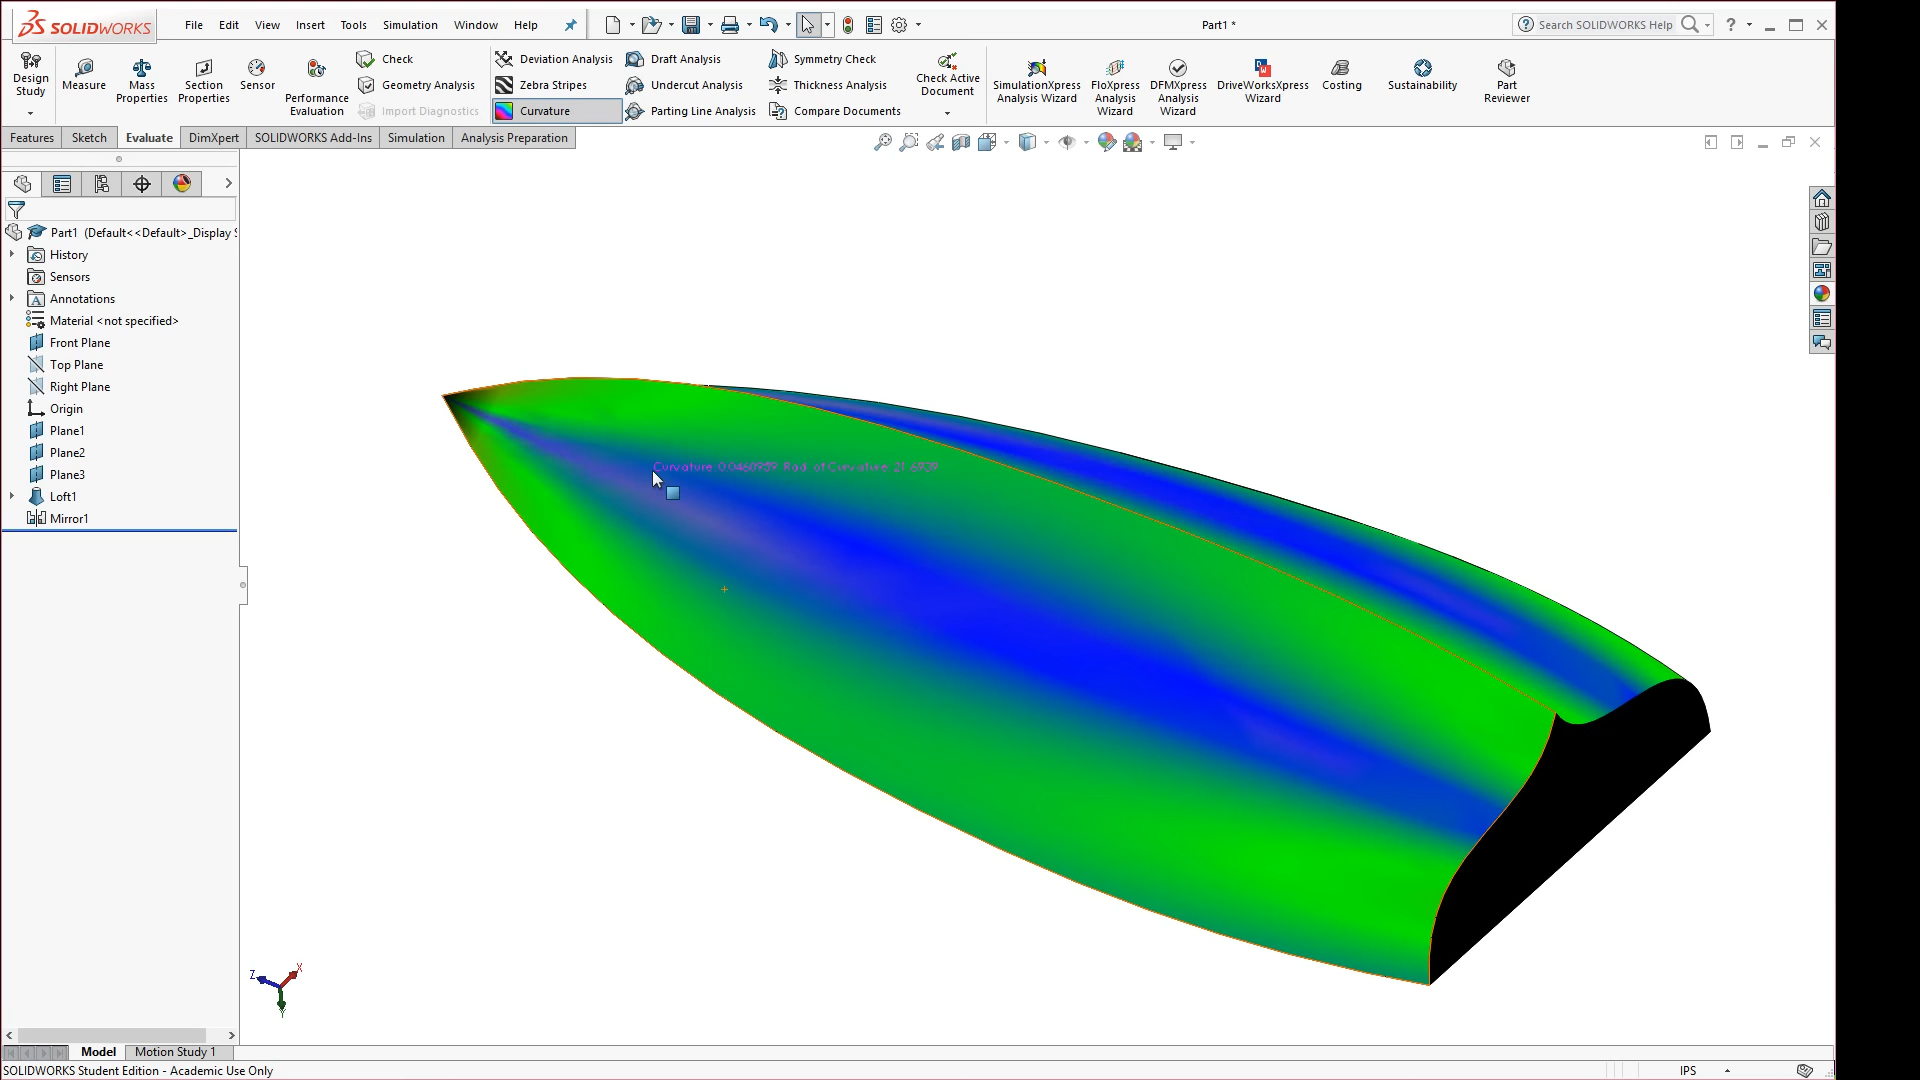 SOLIDWORKS
File Edit View Insert Tools Simulation Window Help
Part1 *
Search SOLIDWORKS Help
?
Design Study
Measure
Mass Properties
Section Properties
Sensor
Performance Evaluation
Check
Geometry Analysis
Import Diagnostics
Deviation Analysis
Zebra Stripes
Curvature
Draft Analysis
Undercut Analysis
Parting Line Analysis
Symmetry Check
Thickness Analysis
Compare Documents
Check Active Document
SimulationXpress Analysis Wizard
FloXpress Analysis Wizard
DFMXpress Analysis Wizard
DriveWorksXpress Wizard
Costing
Sustainability
Part Reviewer
Features Sketch Evaluate DimXpert SOLIDWORKS Add-Ins Simulation Analysis Preparation
Part1 (Default<<Default>_Display S
History
Sensors
Annotations
Material <not specified>
Front Plane
Top Plane
Right Plane
Origin
Plane1
Plane2
Plane3
Loft1
Mirror1
Curvature: 0.0460959 Rad. of Curvature: 21.6939
Z X
Y
Model Motion Study 1
SOLIDWORKS Student Edition - Academic Use Only
IPS